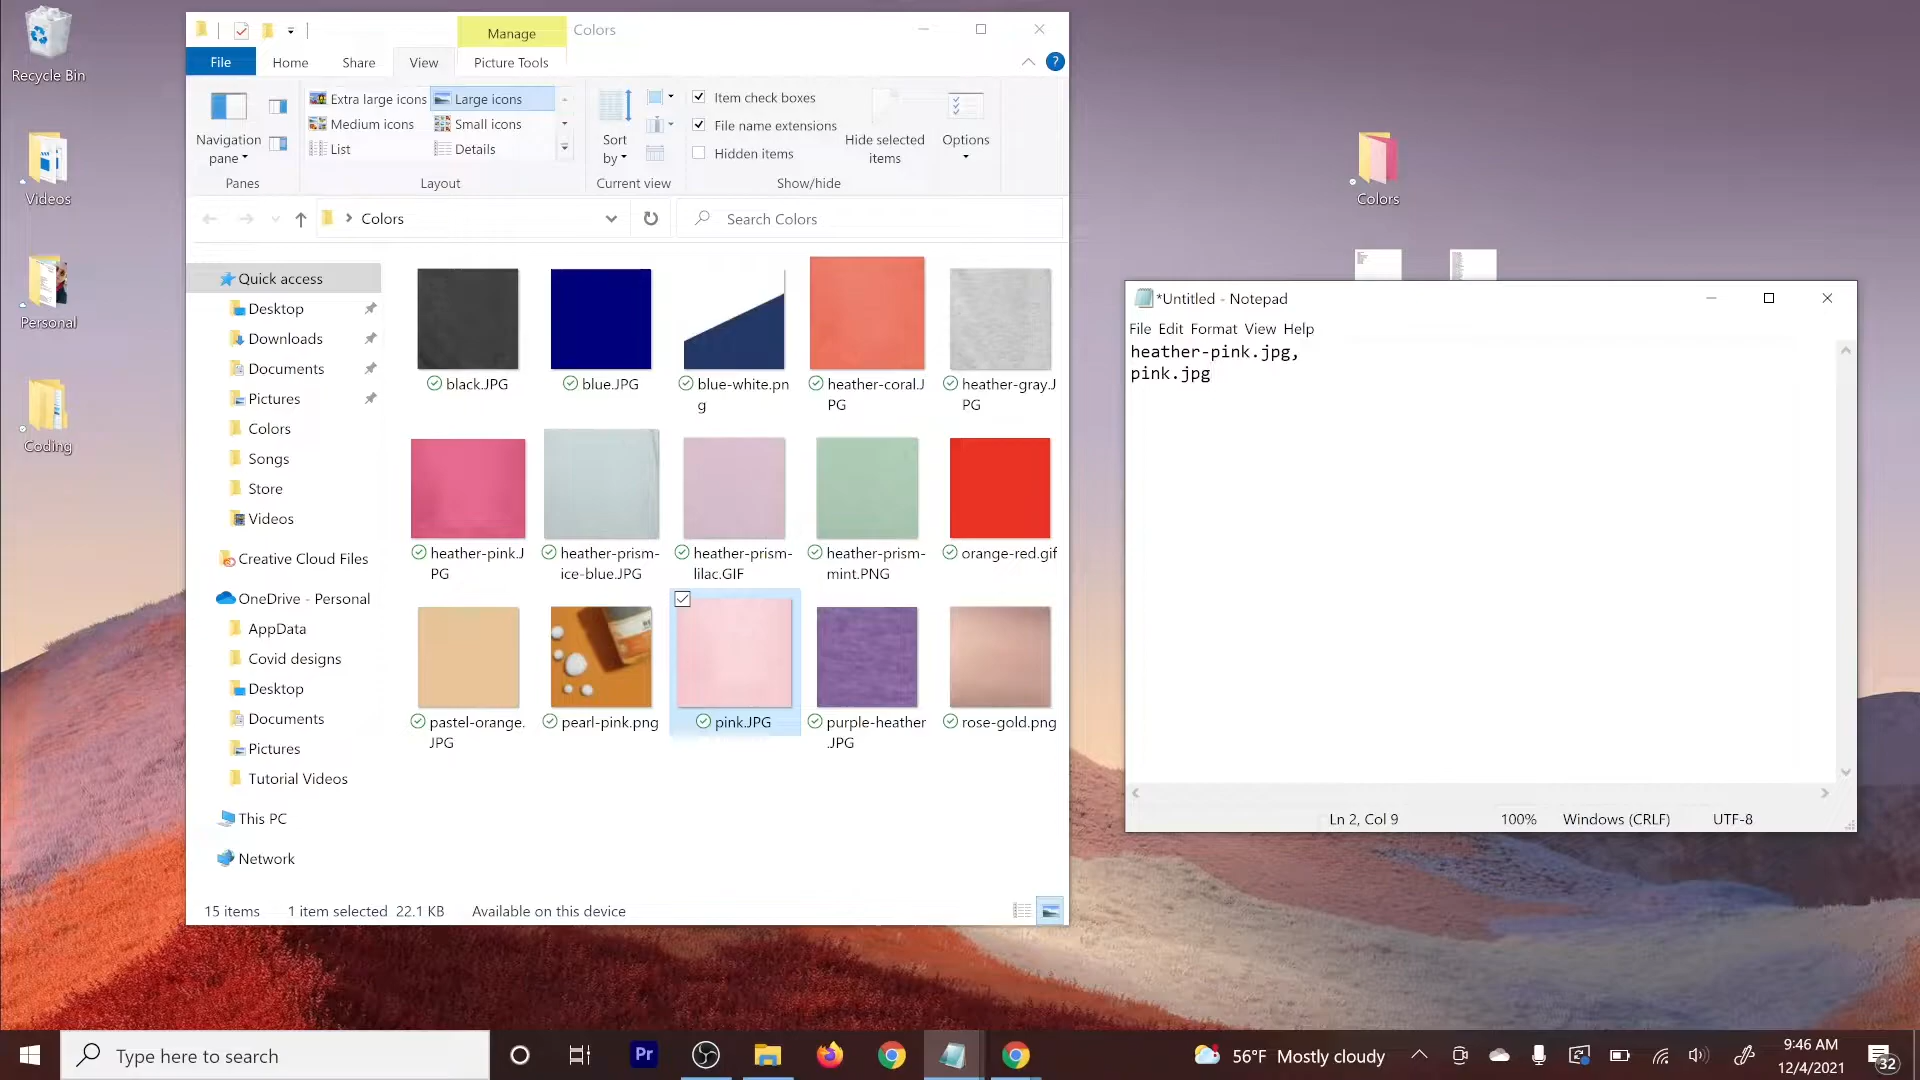 Recycle Bin
Videos
Personal
Coding
Manage
Colors
File
Home
Share
View
Picture Tools
?
Navigation
pane
Extra large icons
Large icons
Medium icons
Small icons
List
Details
Sort
by
Item check boxes
File name extensions
Hidden items
Hide selected
items
Options
Panes
Layout
Current view
Show/hide
Colors
Search Colors
Quick access
Desktop
Downloads
Documents
Pictures
Colors
Songs
Store
Videos
Creative Cloud Files
OneDrive - Personal
AppData
Covid designs
Desktop
Documents
Pictures
Tutorial Videos
This PC
Network
black.JPG
blue.JPG
blue-white.pn
g
heather-coral.J
PG
heather-gray.J
PG
heather-pink.J
PG
heather-prism-
ice-blue.JPG
heather-prism-
lilac.GIF
heather-prism-
mint.PNG
orange-red.gif
pastel-orange.
JPG
pearl-pink.png
pink.JPG
purple-heather
.JPG
rose-gold.png
15 items
1 item selected 22.1 KB
Available on this device
Colors
*Untitled - Notepad
File Edit Format View Help
heather-pink.jpg,
pink.jpg
Ln 2, Col 9
100%
Windows (CRLF)
UTF-8
Type here to search
Pr
56°F Mostly cloudy
9:46 AM
12/4/2021
32